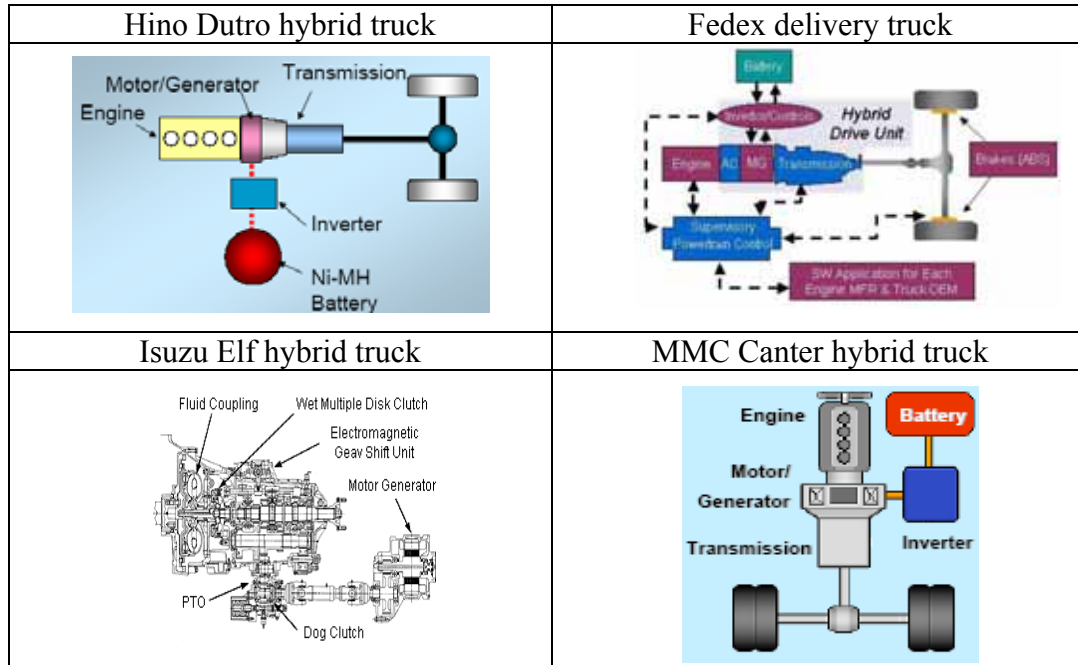 Hino Dutro hybrid truck
Motor/Generator
Transmission
Engine
Inverter
Ni-MH
Battery
Fedex delivery truck
Battery
Invertor/Controls
Hybrid
Drive Unit
Engine
AC
MG
Transmission
Brakes (ABS)
Supervisory
Powertrain Control
SW Application for Each
Engine MFR & Truck OEM
Isuzu Elf hybrid truck
Fluid Coupling
Wet Multiple Disk Clutch
Electromagnetic
Geav Shift Unit
Motor Generator
PTO
Dog Clutch
MMC Canter hybrid truck
Engine
Battery
Motor/
Generator
Transmission
Inverter